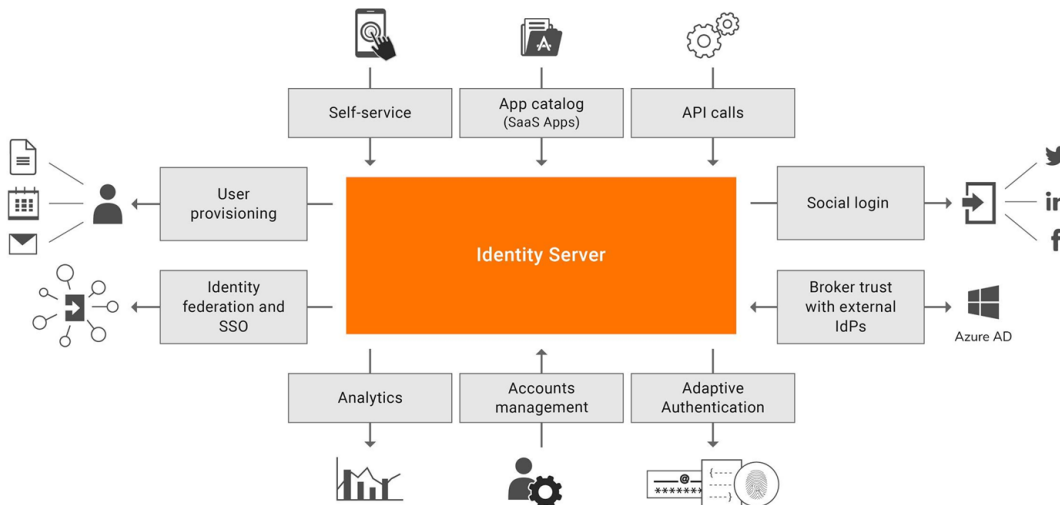 Self-service
App catalog
(SaaS Apps)
API calls
User
provisioning
Identity Server
Social login
in
f
Identity
federation and
SSO
Broker trust
with external
IdPs
Azure AD
Analytics
Accounts
management
Adaptive
Authentication